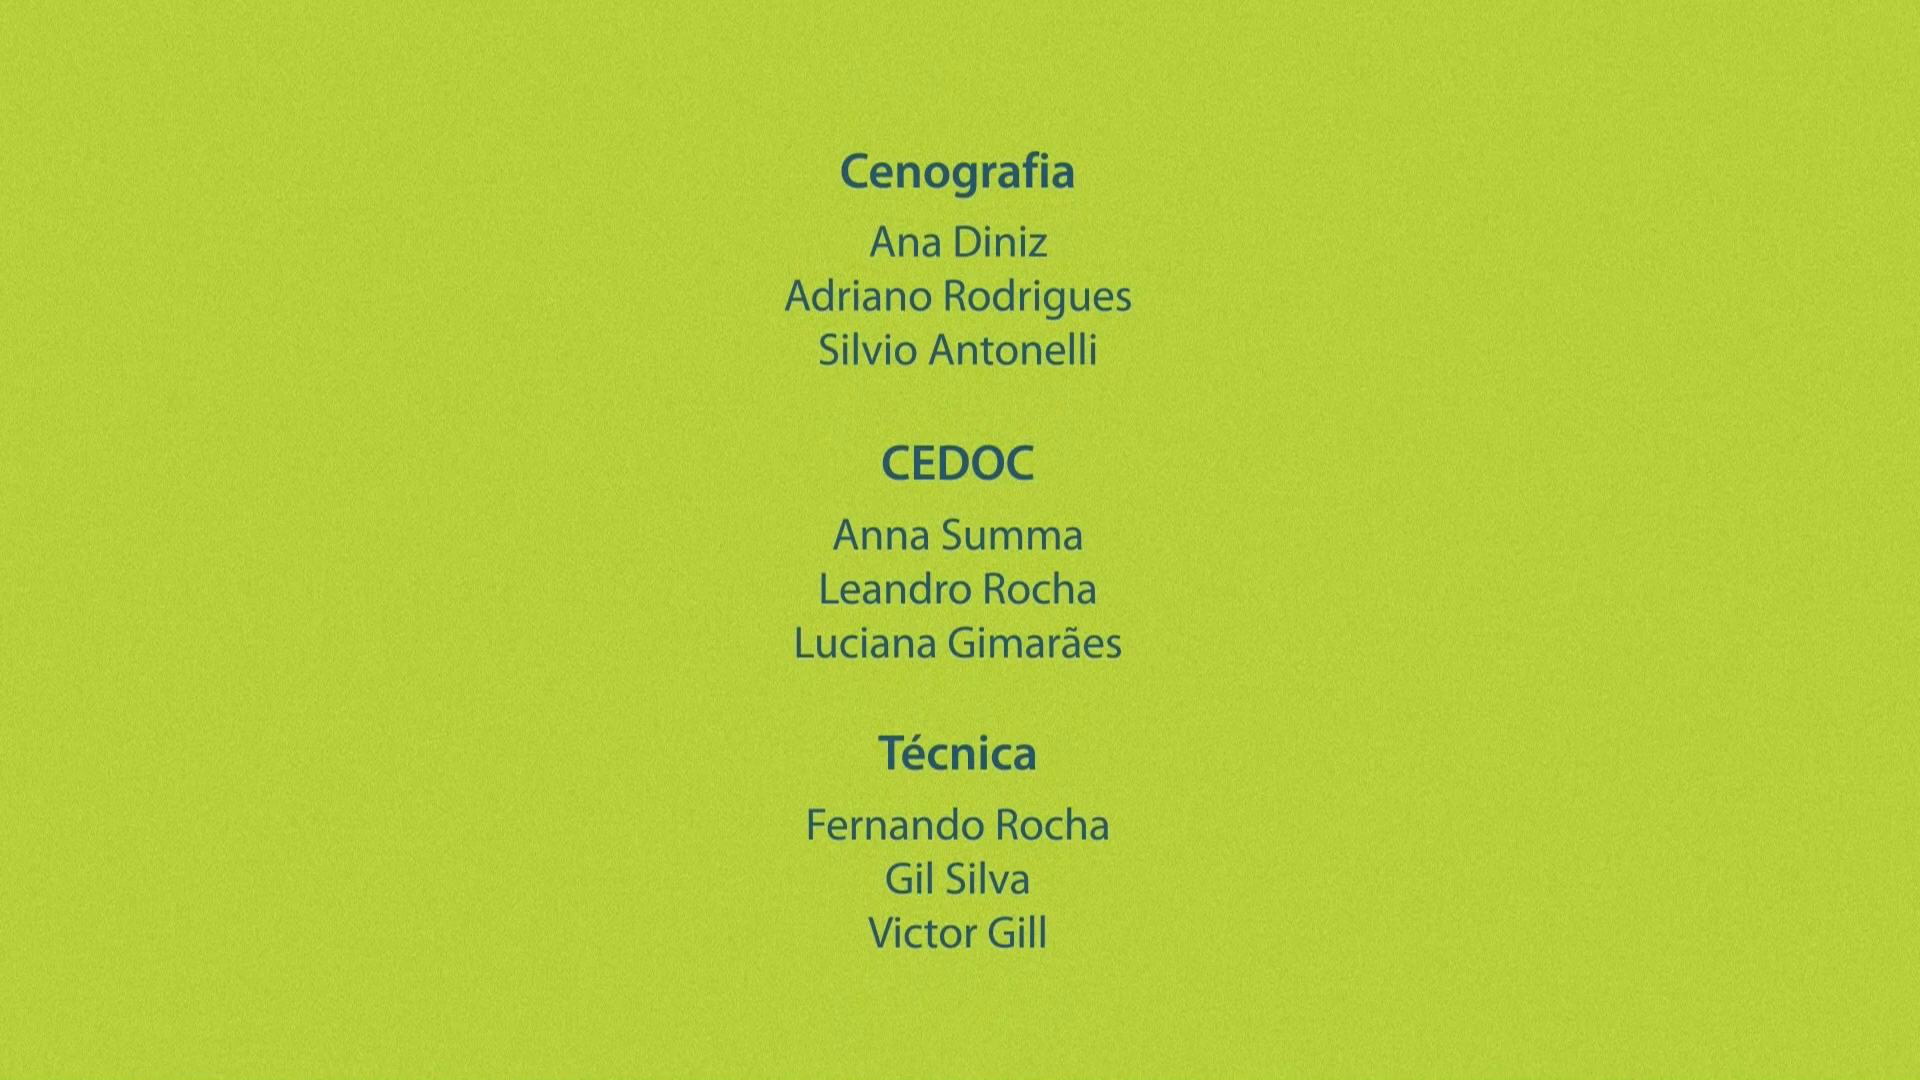 Cenografia
Ana Diniz
Adriano Rodrigues
Silvio Antonelli
CEDOC
Anna Summa
Leandro Rocha
Luciana Gimarães
Técnica
Fernando Rocha
Gil Silva
Victor Gill